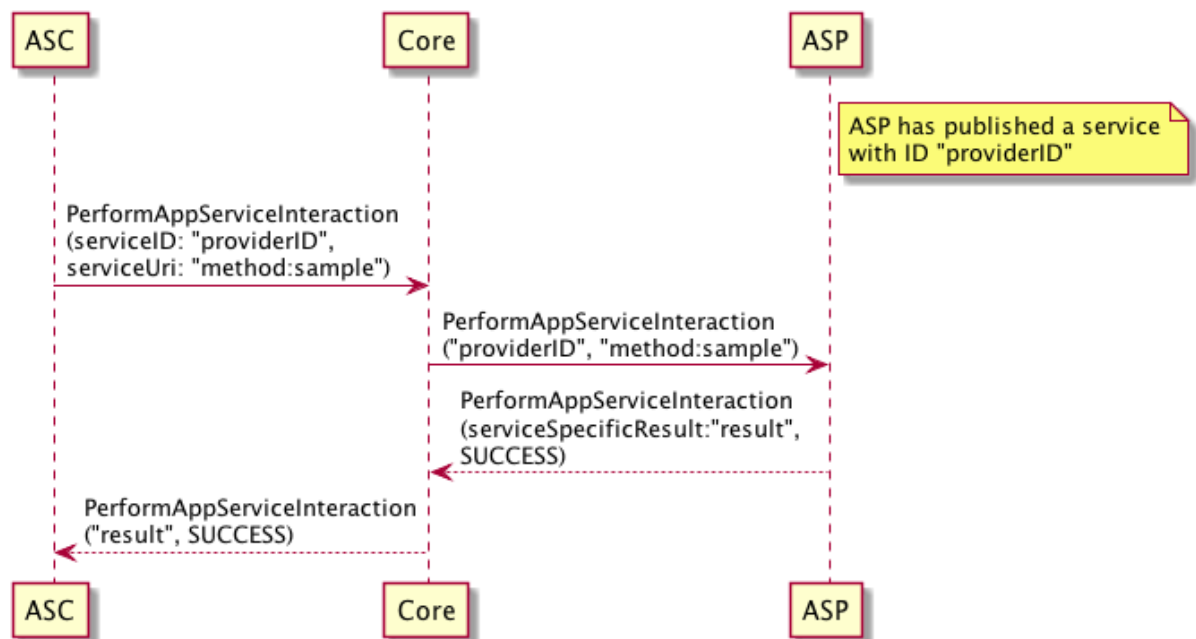 ASC
Core
ASP
ASP has published a service
with ID "providerID"
PerformAppServiceInteraction
(serviceID: "providerID",
serviceUri: "method:sample")
PerformAppServiceInteraction
("providerID", "method:sample")
PerformAppServiceInteraction
(serviceSpecificResult:"result",
SUCCESS)
PerformAppServiceInteraction
("result", SUCCESS)
ASC
Core
ASP